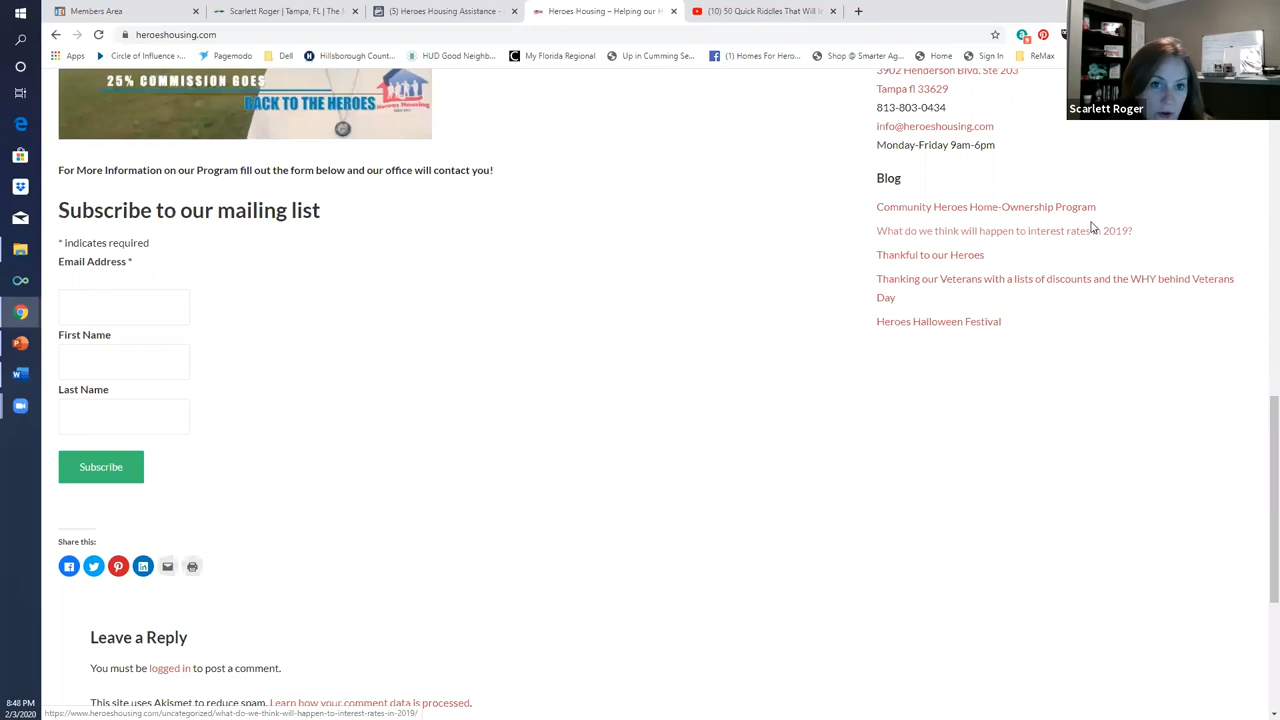 Members Area
Scarlett Roger | Tampa, FL | The M
(5) Heroes Housing Assistance -
Heroes Housing – Helping our H
(10) 50 Quick Riddles That Will Im
heroeshousing.com
Apps
Circle of Influence •...
Pagemodo
Dell
Hillsborough Count...
HUD Good Neighb...
My Florida Regional
Up in Cumming Se...
(1) Homes For Hero...
Shop @ Smarter Ag...
Home
Sign In
ReMax
Scarlett Roger
25% COMMISSION GOES
BACK TO THE HEROES
Heroes Housing
3902 Henderson Blvd. Ste 203
Tampa fl 33629
813-803-0434
info@heroeshousing.com
Monday-Friday 9am-6pm
For More Information on our Program fill out the form below and our office will contact you!
Blog
Community Heroes Home-Ownership Program
What do we think will happen to interest rates in 2019?
Thankful to our Heroes
Thanking our Veterans with a lists of discounts and the WHY behind Veterans
Day
Heroes Halloween Festival
Subscribe to our mailing list
* indicates required
Email Address *
First Name
Last Name
Subscribe
Share this:
Leave a Reply
You must be logged in to post a comment.
This site uses Akismet to reduce spam. Learn how your comment data is processed.
https://www.heroeshousing.com/uncategorized/what-do-we-think-will-happen-to-interest-rates-in-2019/
8:48 PM
2/3/2020